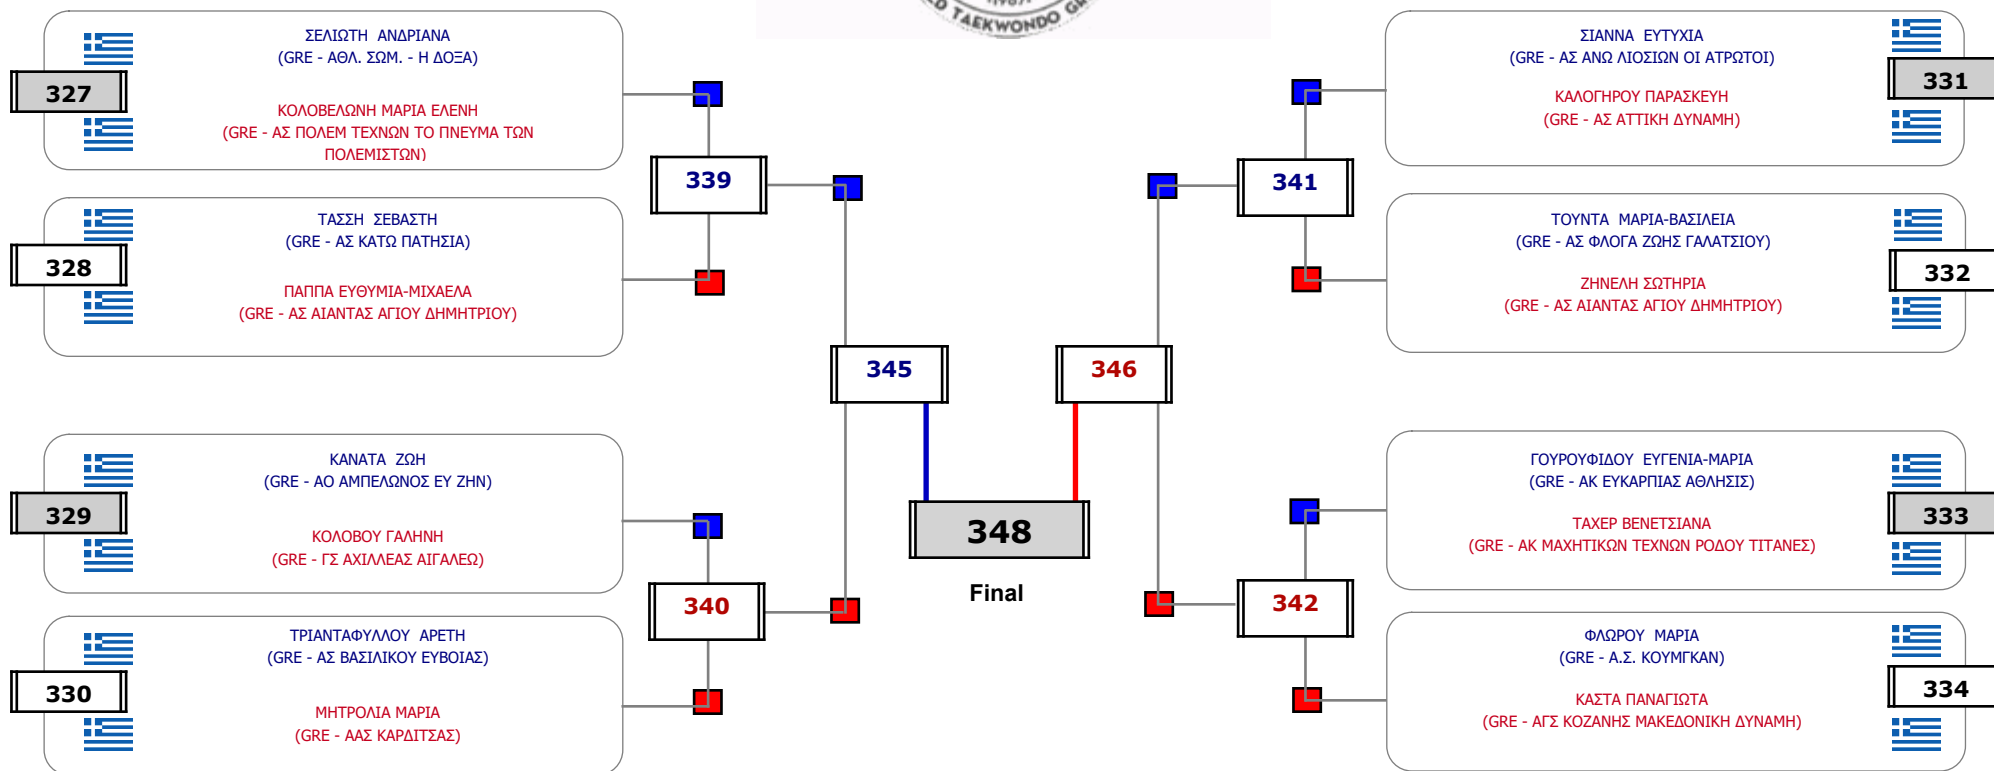 TAEKWONDO
327
ΣΕΛΙΩΤΗ ΑΝΔΡΙΑΝΑ
(GRE - ΑΘΛ. ΣΩΜ. - Η ΔΟΞΑ)
ΚΟΛΟΒΕΛΩΝΗ ΜΑΡΙΑ ΕΛΕΝΗ
(GRE - ΑΣ ΠΟΛΕΜ ΤΕΧΝΩΝ ΤΟ ΠΝΕΥΜΑ ΤΩΝ
ΠΟΛΕΜΙΣΤΩΝ)
328
ΤΑΣΣΗ ΣΕΒΑΣΤΗ
(GRE - ΑΣ ΚΑΤΩ ΠΑΤΗΣΙΑ)
ΠΑΠΠΑ ΕΥΘΥΜΙΑ-ΜΙΧΑΕΛΑ
(GRE - ΑΣ ΑΙΑΝΤΑΣ ΑΓΙΟΥ ΔΗΜΗΤΡΙΟΥ)
329
ΚΑΝΑΤΑ ΖΩΗ
(GRE - ΑΟ ΑΜΠΕΛΩΝΟΣ ΕΥ ΖΗΝ)
ΚΟΛΟΒΟΥ ΓΑΛΗΝΗ
(GRE - ΓΣ ΑΧΙΛΛΕΑΣ ΑΙΓΑΛΕΩ)
330
ΤΡΙΑΝΤΑΦΥΛΛΟΥ ΑΡΕΤΗ
(GRE - ΑΣ ΒΑΣΙΛΙΚΟΥ ΕΥΒΟΙΑΣ)
ΜΗΤΡΟΛΙΑ ΜΑΡΙΑ
(GRE - ΑΑΣ ΚΑΡΔΙΤΣΑΣ)
339
340
345
348
Final
346
341
342
ΣΙΑΝΝΑ ΕΥΤΥΧΙΑ
(GRE - ΑΣ ΑΝΩ ΛΙΟΣΙΩΝ ΟΙ ΑΤΡΩΤΟΙ)
331
ΚΑΛΟΓΗΡΟΥ ΠΑΡΑΣΚΕΥΗ
(GRE - ΑΣ ΑΤΤΙΚΗ ΔΥΝΑΜΗ)
ΤΟΥΝΤΑ ΜΑΡΙΑ-ΒΑΣΙΛΕΙΑ
(GRE - ΑΣ ΦΛΟΓΑ ΖΩΗΣ ΓΑΛΑΤΣΙΟΥ)
332
ΖΗΝΕΛΗ ΣΩΤΗΡΙΑ
(GRE - ΑΣ ΑΙΑΝΤΑΣ ΑΓΙΟΥ ΔΗΜΗΤΡΙΟΥ)
ΓΟΥΡΟΥΦΙΔΟΥ ΕΥΓΕΝΙΑ-ΜΑΡΙΑ
(GRE - ΑΚ ΕΥΚΑΡΠΙΑΣ ΑΘΛΗΣΙΣ)
333
ΤΑΧΕΡ ΒΕΝΕΤΣΙΑΝΑ
(GRE - ΑΚ ΜΑΧΗΤΙΚΩΝ ΤΕΧΝΩΝ ΡΟΔΟΥ ΤΙΤΑΝΕΣ)
ΦΛΩΡΟΥ ΜΑΡΙΑ
(GRE - Α.Σ. ΚΟΥΜΓΚΑΝ)
334
ΚΑΣΤΑ ΠΑΝΑΓΙΩΤΑ
(GRE - ΑΓΣ ΚΟΖΑΝΗΣ ΜΑΚΕΔΟΝΙΚΗ ΔΥΝΑΜΗ)